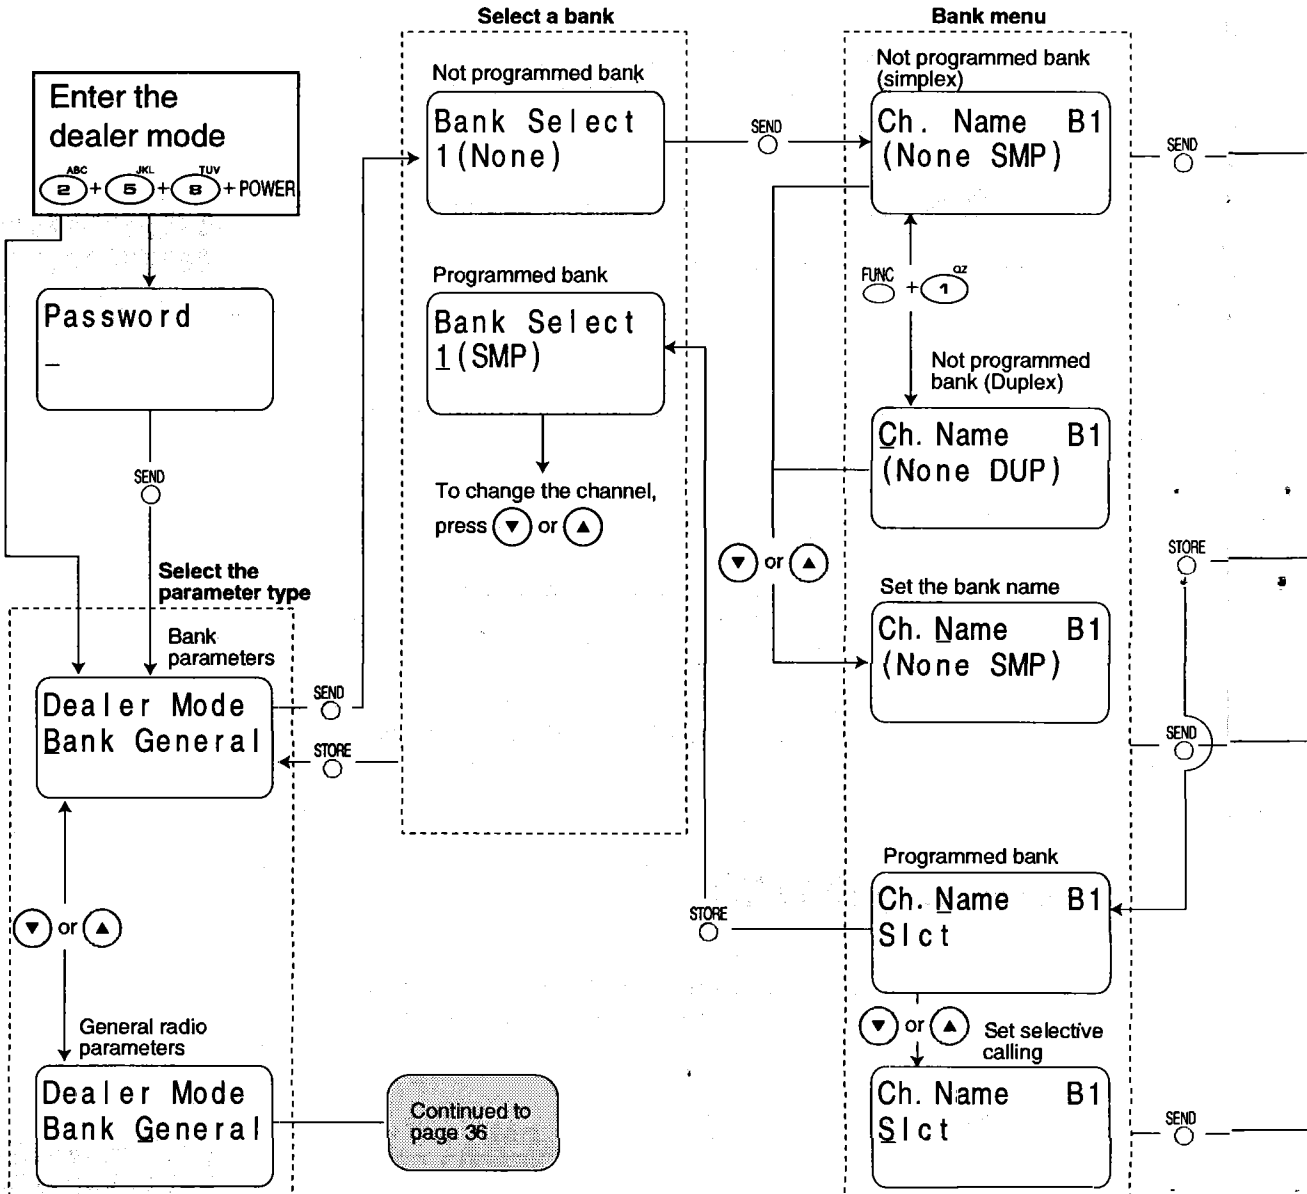 Select a bank
Bank menu
Enter the
dealer mode
ABC JKL TUV
2 + 5 + 8 + POWER
Password
_
SEND
Select the
parameter type
Bank
parameters
Dealer Mode
Bank General
SEND
STORE
▼ or ▲
General radio
parameters
Dealer Mode
Bank General
Continued to
page 36
Not programmed bank
Bank Select
1(None)
SEND
Programmed bank
Bank Select
1(SMP)
To change the channel,
press ▼ or ▲
Not programmed bank
(simplex)
Ch. Name B1
(None SMP)
SEND
FUNC + 1 QZ
Not programmed
bank (Duplex)
Ch. Name B1
(None DUP)
▼ or ▲
STORE
Set the bank name
Ch. Name B1
(None SMP)
SEND
Programmed bank
Ch. Name B1
Slct
STORE
▼ or ▲
Set selective
calling
Ch. Name B1
Slct
SEND